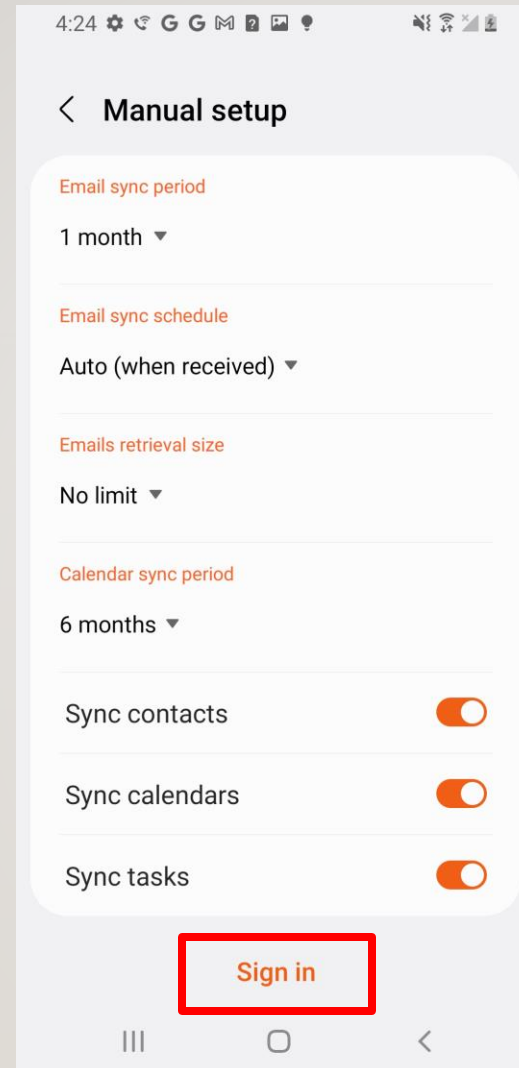 4:24
Manual setup
Email sync period
1 month
Email sync schedule
Auto (when received)
Emails retrieval size
No limit
Calendar sync period
6 months
Sync contacts
Sync calendars
Sync tasks
Sign in